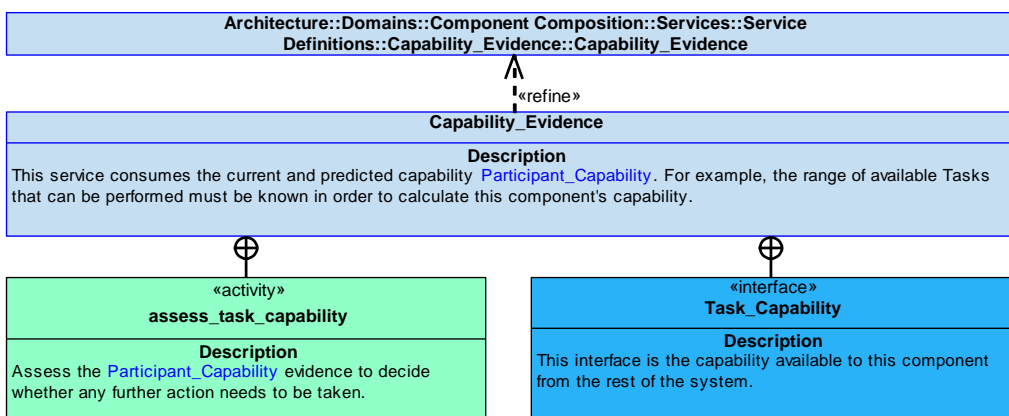 Architecture::Domains::Component Composition::Services::Service
Definitions::Capability_Evidence::Capability_Evidence
«refine»
Capability_Evidence
Description
This service consumes the current and predicted capability Participant_Capability. For example, the range of available Tasks
that can be performed must be known in order to calculate this component's capability.
«activity»
assess_task_capability
Description
Assess the Participant_Capability evidence to decide
whether any further action needs to be taken.
«interface»
Task_Capability
Description
This interface is the capability available to this component
from the rest of the system.